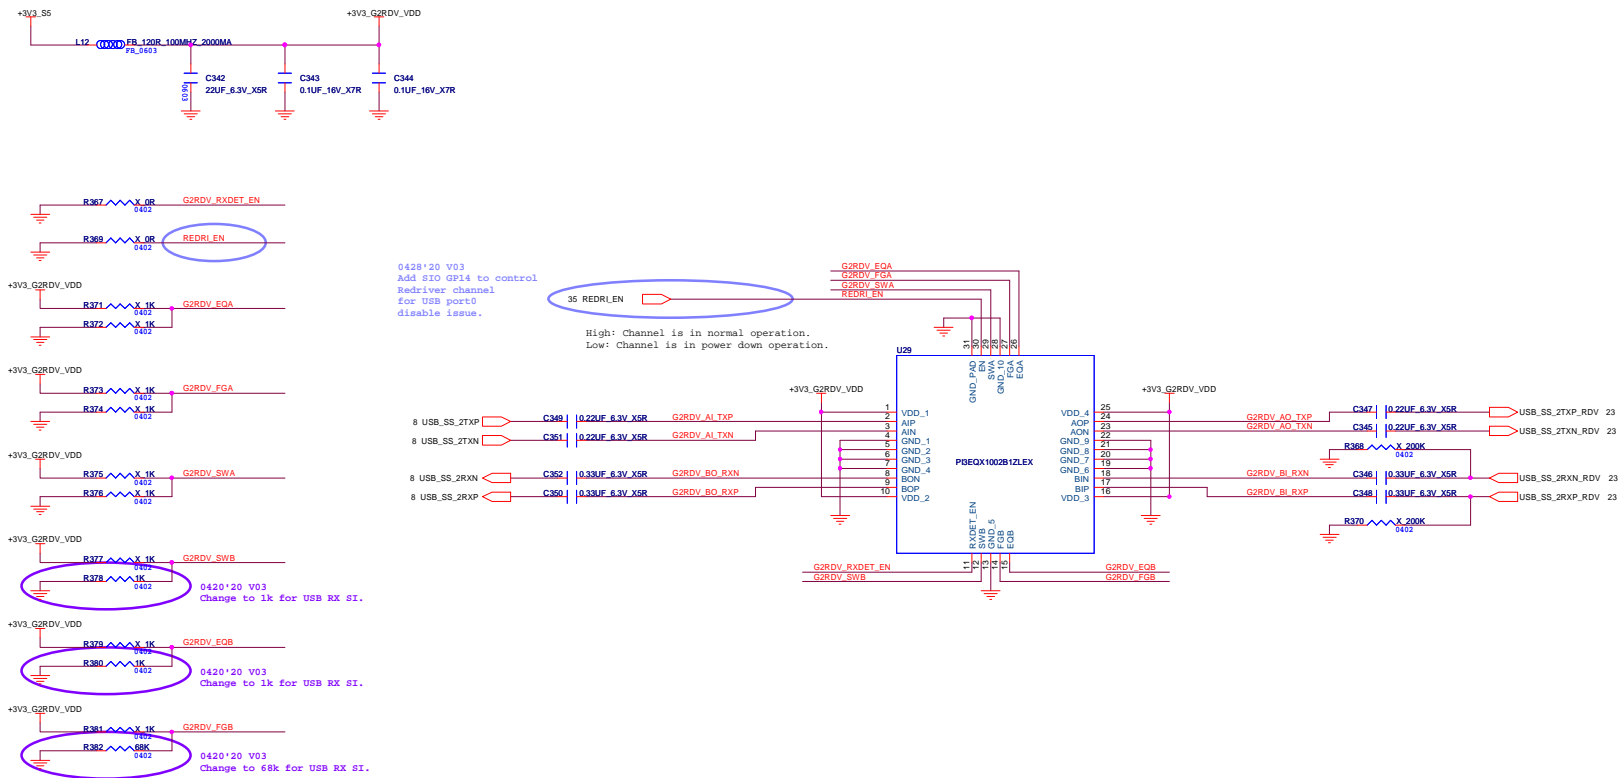 +3V3_S5
+3V3_G2RDV_VDD
L12
FB_120R_100MHZ_2000MA
FB_0603
C342
22UF_6.3V_X5R
0603
C343
0.1UF_16V_X7R
C344
0.1UF_16V_X7R
R367
X_0R
0402
G2RDV_RXDET_EN
R369
X_0R
0402
REDRI_EN
+3V3_G2RDV_VDD
R371
X_1K
0402
G2RDV_EQA
R372
X_1K
0402
+3V3_G2RDV_VDD
R373
X_1K
0402
G2RDV_FGA
R374
X_1K
0402
+3V3_G2RDV_VDD
R375
X_1K
0402
G2RDV_SWA
R376
X_1K
0402
+3V3_G2RDV_VDD
R377
X_1K
0402
G2RDV_SWB
R378
1K
0402
0420'20 V03
Change to 1k for USB RX SI.
+3V3_G2RDV_VDD
R379
X_1K
0402
G2RDV_EQB
R380
1K
0402
0420'20 V03
Change to 1k for USB RX SI.
+3V3_G2RDV_VDD
R381
X_1K
0402
G2RDV_FGB
R382
68K
0402
0420'20 V03
Change to 68k for USB RX SI.
0428'20 V03
Add SIO GP14 to control
Redriver channel
for USB port0
disable issue.
35 REDRI_EN
High: Channel is in normal operation.
Low: Channel is in power down operation.
G2RDV_EQA
G2RDV_FGA
G2RDV_SWA
REDRI_EN
31
30
29
28
27
26
GND_PAD
EN
SWA
GND_10
FGA
EQA
U29
PI3EQX1002B1ZLEX
+3V3_G2RDV_VDD
+3V3_G2RDV_VDD
1
2
3
4
5
6
7
8
9
10
VDD_1
AIP
AIN
GND_1
GND_2
GND_3
GND_4
BON
BOP
VDD_2
VDD_4
AOP
AON
GND_9
GND_8
GND_7
GND_6
BIN
BIP
VDD_3
25
24
23
22
21
20
19
18
17
16
RXDET_EN
SWB
GND_5
FGB
EQB
11
12
13
14
15
G2RDV_RXDET_EN
G2RDV_SWB
G2RDV_EQB
G2RDV_FGB
8 USB_SS_2TXP
C349
0.22UF_6.3V_X5R
G2RDV_AI_TXP
8 USB_SS_2TXN
C351
0.22UF_6.3V_X5R
G2RDV_AI_TXN
8 USB_SS_2RXN
C352
0.33UF_6.3V_X5R
G2RDV_BO_RXN
8 USB_SS_2RXP
C350
0.33UF_6.3V_X5R
G2RDV_BO_RXP
G2RDV_AO_TXP
C347
0.22UF_6.3V_X5R
USB_SS_2TXP_RDV 23
G2RDV_AO_TXN
C345
0.22UF_6.3V_X5R
USB_SS_2TXN_RDV 23
R368
X_200K
0402
G2RDV_BI_RXN
C346
0.33UF_6.3V_X5R
USB_SS_2RXN_RDV 23
G2RDV_BI_RXP
C348
0.33UF_6.3V_X5R
USB_SS_2RXP_RDV 23
R370
X_200K
0402